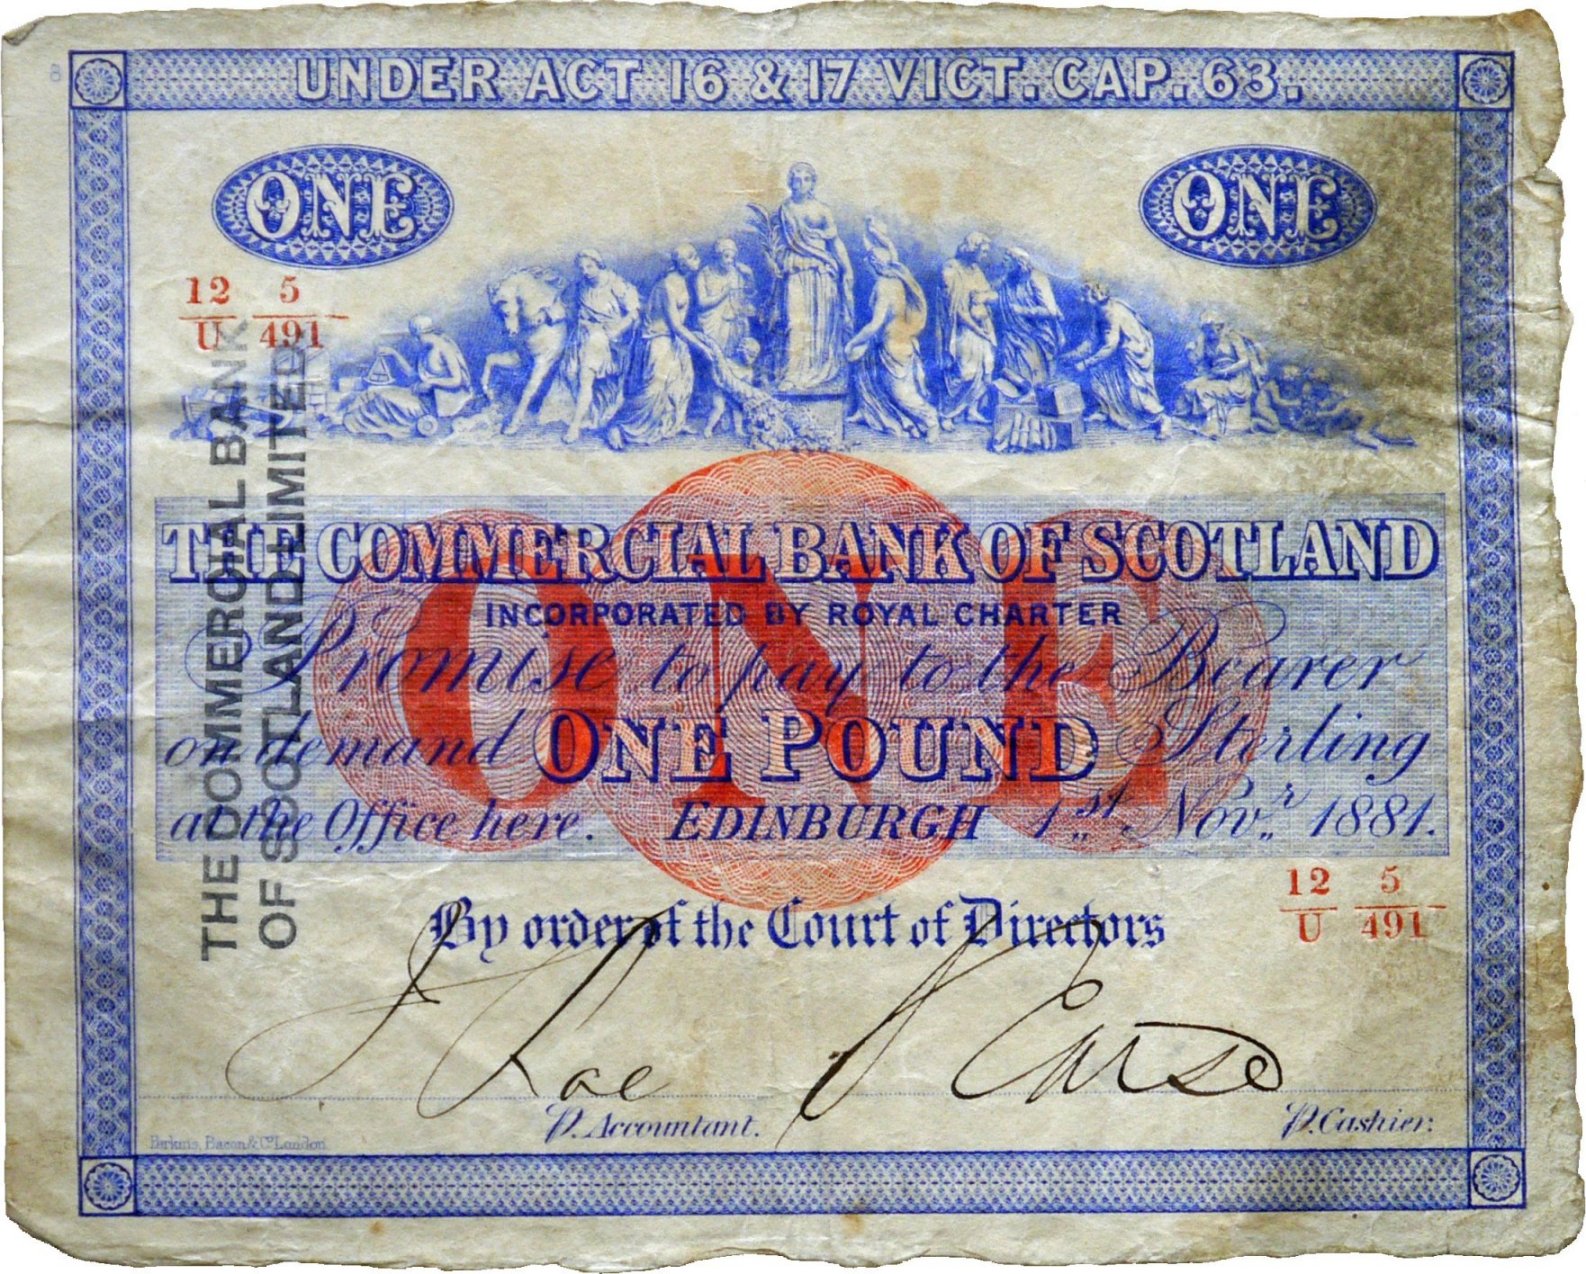 UNDER ACT 16 & 17 VICT. CAP. 63.
ONE ONE
12 5
U 491
THE COMMERCIAL BANK
OF SCOTLAND LIMITED
THE COMMERCIAL BANK OF SCOTLAND
INCORPORATED BY ROYAL CHARTER
Promise to pay to the Bearer
on demand ONE POUND Sterling
at the Office here. EDINBURGH 1st Novr 1881.
ONE
12 5
U 491
By order of the Court of Directors
J. Rae Carse
P. Accountant. P. Cashier.
Perkins, Bacon & Co London